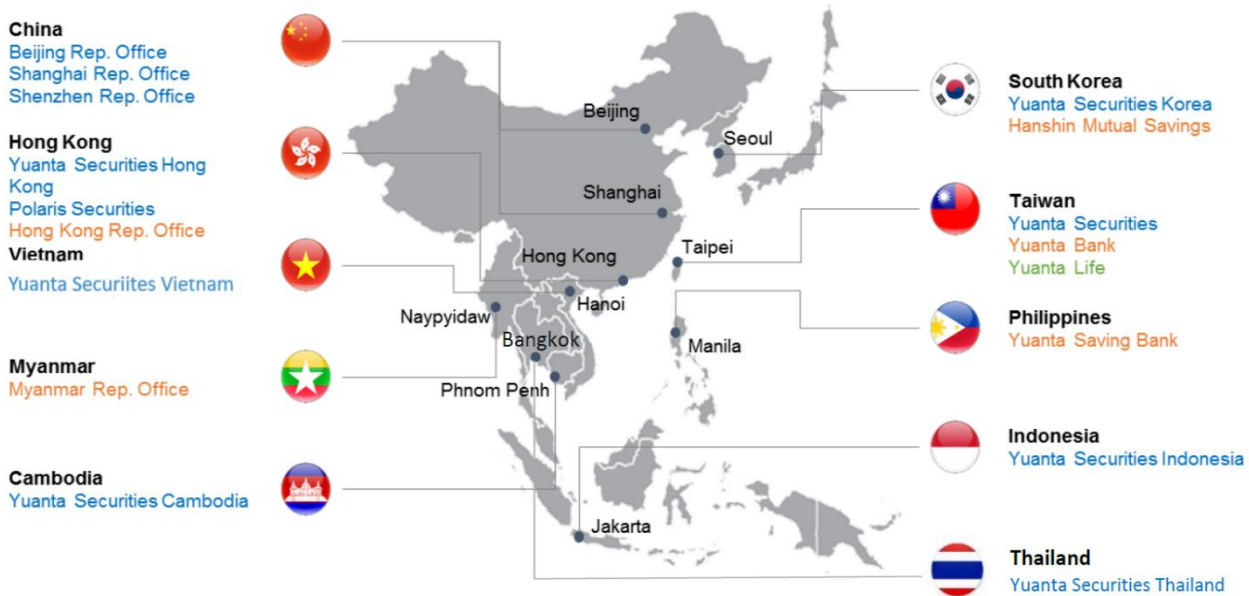 China
Beijing Rep. Office
Shanghai Rep. Office
Shenzhen Rep. Office
Hong Kong
Yuanta Securities Hong
Kong
Polaris Securities
Hong Kong Rep. Office
Vietnam
Yuanta Securiites Vietnam
Myanmar
Myanmar Rep. Office
Cambodia
Yuanta Securities Cambodia
Beijing
Seoul
Shanghai
Taipei
Hong Kong
Hanoi
Naypyidaw
Bangkok
Manila
Phnom Penh
Jakarta
South Korea
Yuanta Securities Korea
Hanshin Mutual Savings
Taiwan
Yuanta Securities
Yuanta Bank
Yuanta Life
Philippines
Yuanta Saving Bank
Indonesia
Yuanta Securities Indonesia
Thailand
Yuanta Securities Thailand